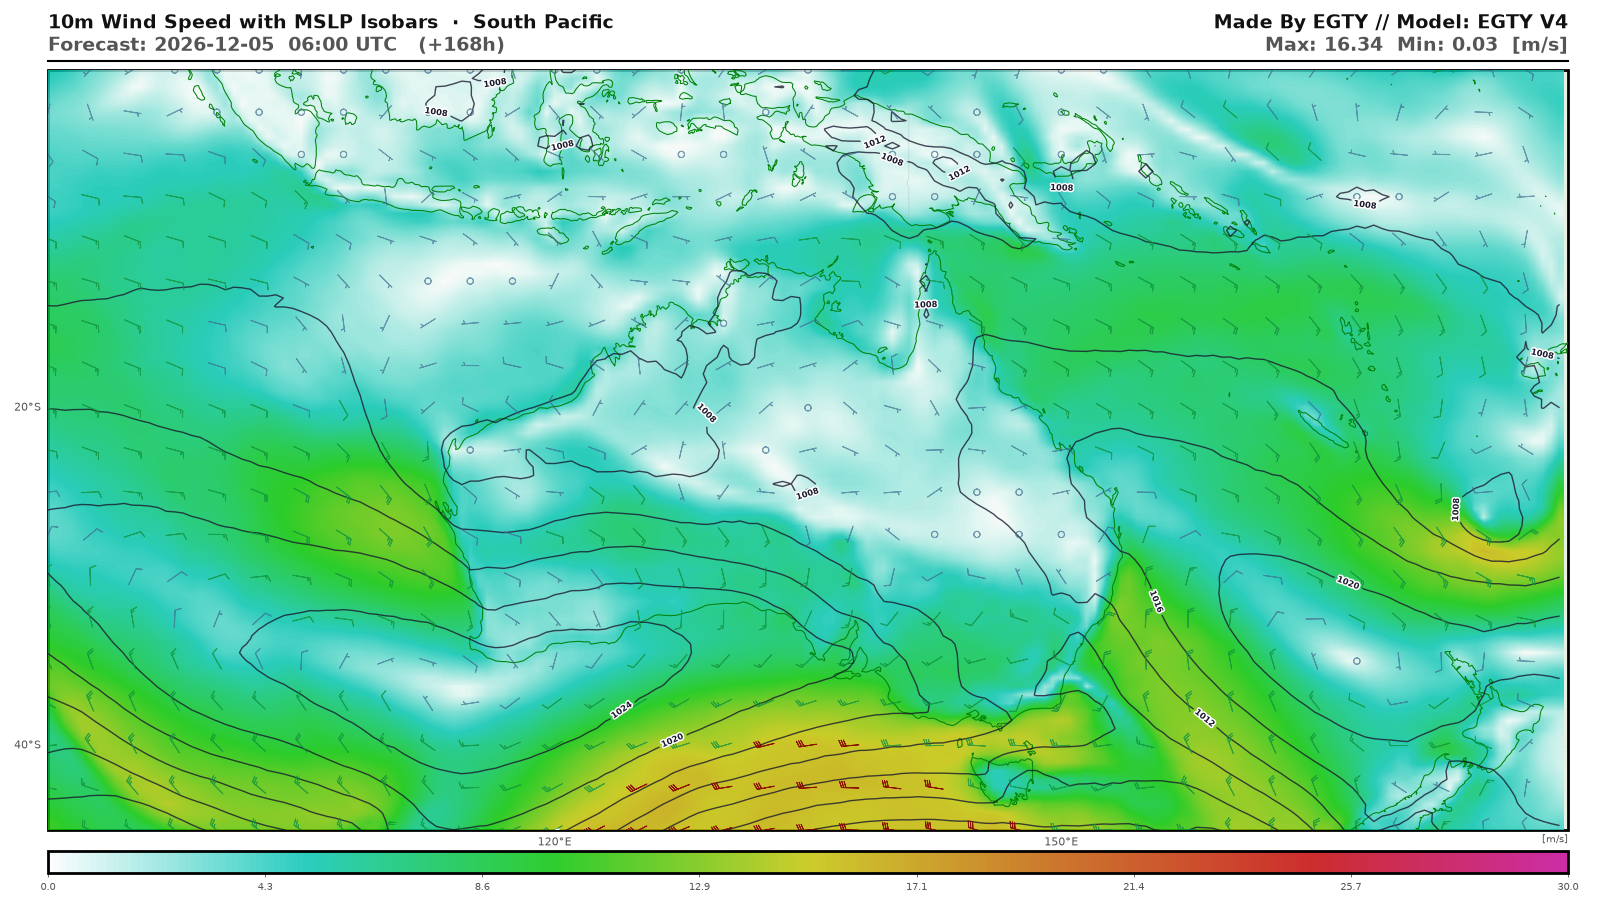 10m Wind Speed with MSLP Isobars · South Pacific
Made By EGTY // Model: EGTY V4
Forecast: 2026-12-05 06:00 UTC (+168h)
Max: 16.34 Min: 0.03 [m/s]
1008
1008
1012
1008
1008
1012
1008
1008
1008
1008
20°S
1008
1008
1008
1020
1016
1024
1012
1020
40°S
120°E
150°E
[m/s]
0.0
4.3
8.6
12.9
17.1
21.4
25.7
30.0